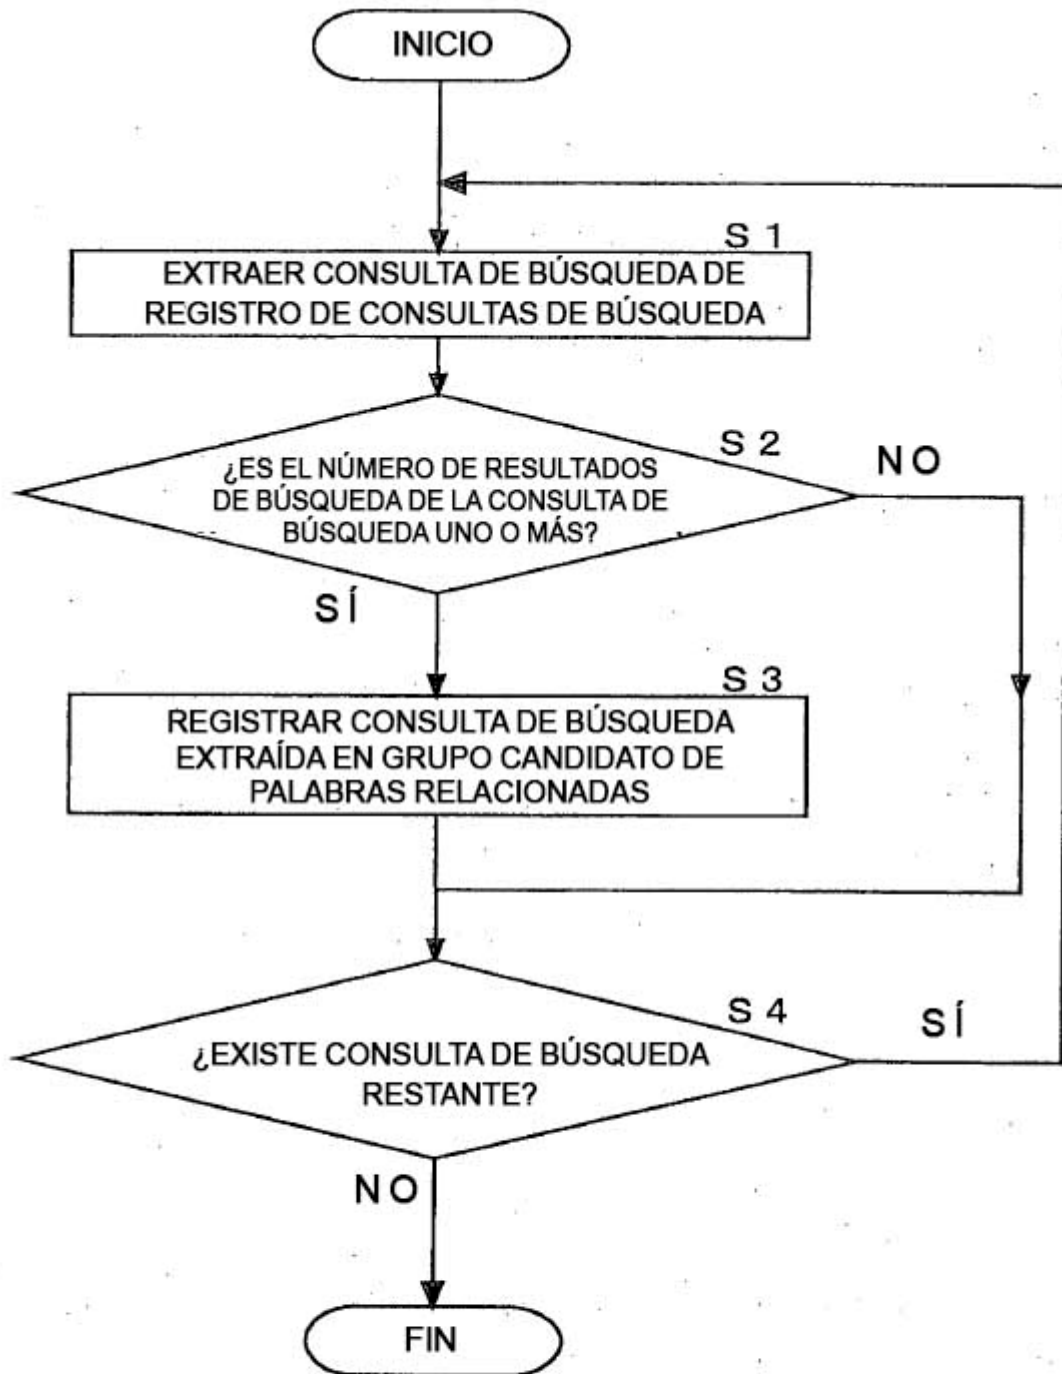 INICIO
S 1
EXTRAER CONSULTA DE BÚSQUEDA DE
REGISTRO DE CONSULTAS DE BÚSQUEDA
S 2
¿ES EL NÚMERO DE RESULTADOS
DE BÚSQUEDA DE LA CONSULTA DE
BÚSQUEDA UNO O MÁS?
NO
SÍ
S 3
REGISTRAR CONSULTA DE BÚSQUEDA
EXTRAÍDA EN GRUPO CANDIDATO DE
PALABRAS RELACIONADAS
S 4
¿EXISTE CONSULTA DE BÚSQUEDA
RESTANTE?
SÍ
NO
FIN